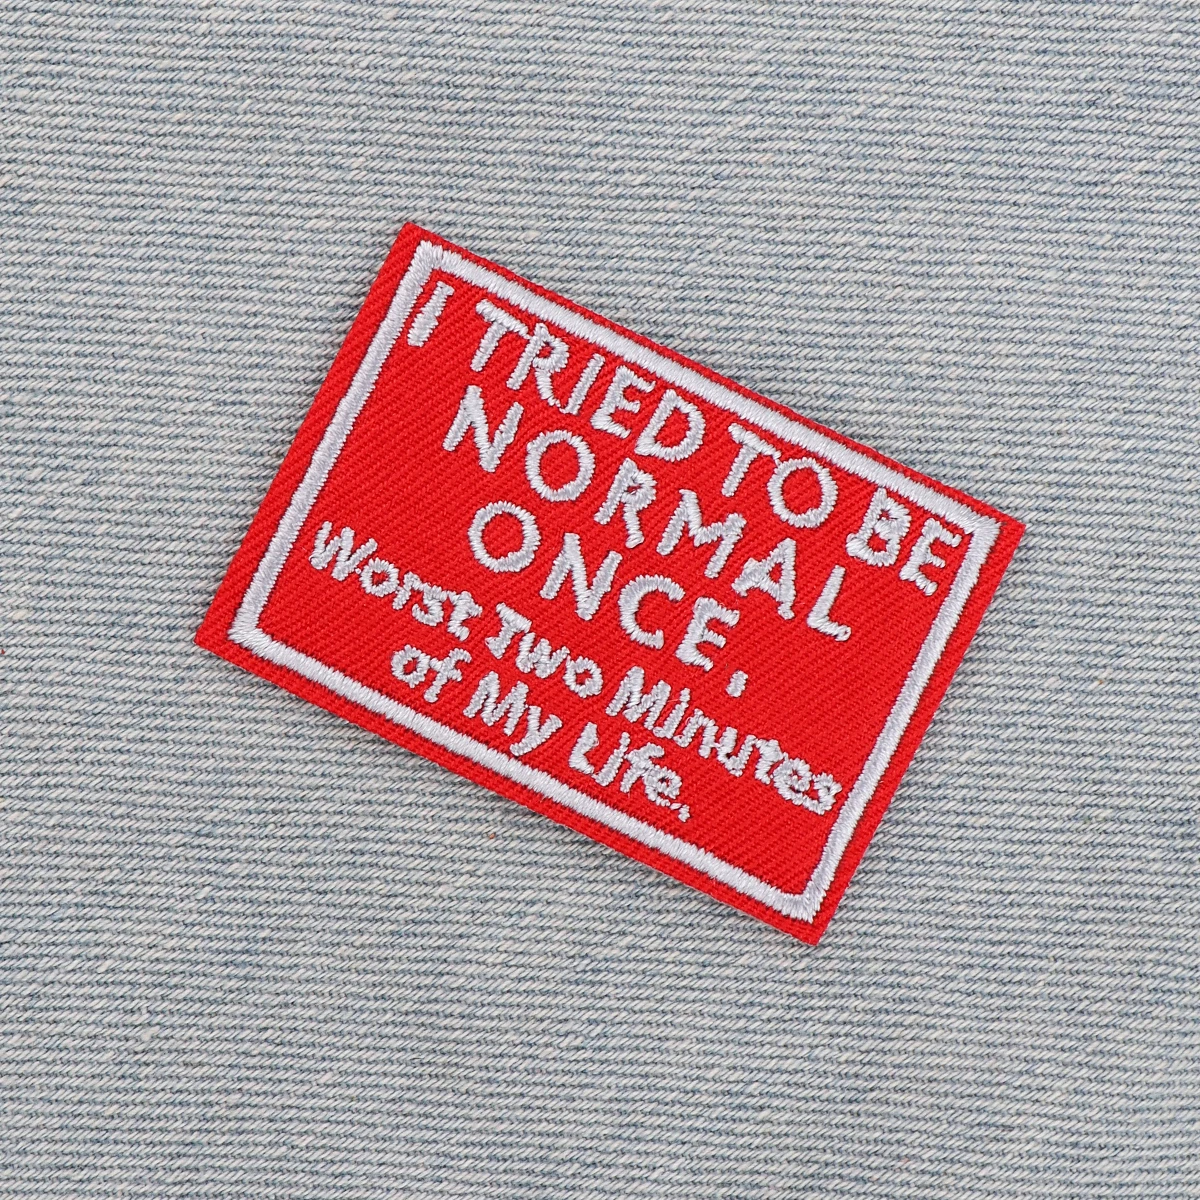 I TRIED TO BE
NORMAL
ONCE.
Worst Two Minutes
of My Life.